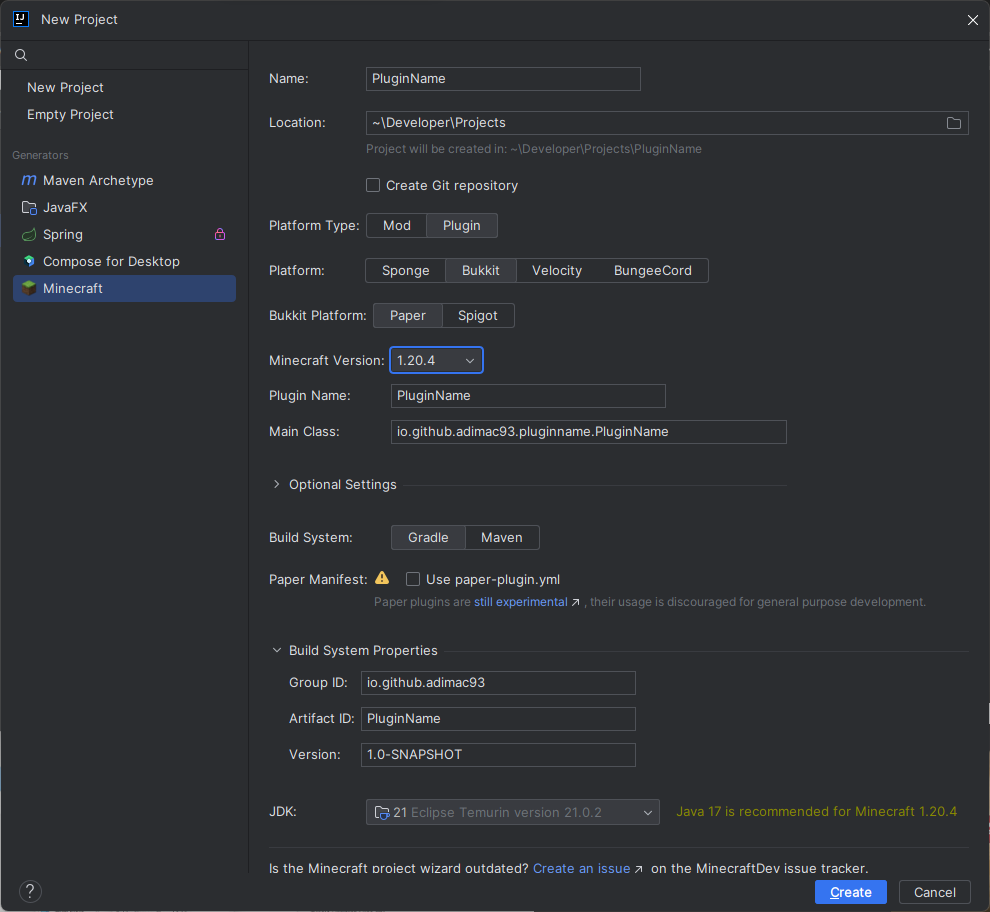 New Project
New Project
Empty Project
Generators
Maven Archetype
JavaFX
Spring
Compose for Desktop
Minecraft
Name: PluginName
Location: ~\Developer\Projects
Project will be created in: ~\Developer\Projects\PluginName
Create Git repository
Platform Type: Mod Plugin
Platform: Sponge Bukkit Velocity BungeeCord
Bukkit Platform: Paper Spigot
Minecraft Version: 1.20.4
Plugin Name: PluginName
Main Class: io.github.adimac93.pluginname.PluginName
Optional Settings
Build System: Gradle Maven
Paper Manifest: Use paper-plugin.yml
Paper plugins are still experimental ↗ , their usage is discouraged for general purpose development.
Build System Properties
Group ID: io.github.adimac93
Artifact ID: PluginName
Version: 1.0-SNAPSHOT
JDK: 21 Eclipse Temurin version 21.0.2 Java 17 is recommended for Minecraft 1.20.4
Is the Minecraft project wizard outdated? Create an issue ↗ on the MinecraftDev issue tracker.
? Create Cancel